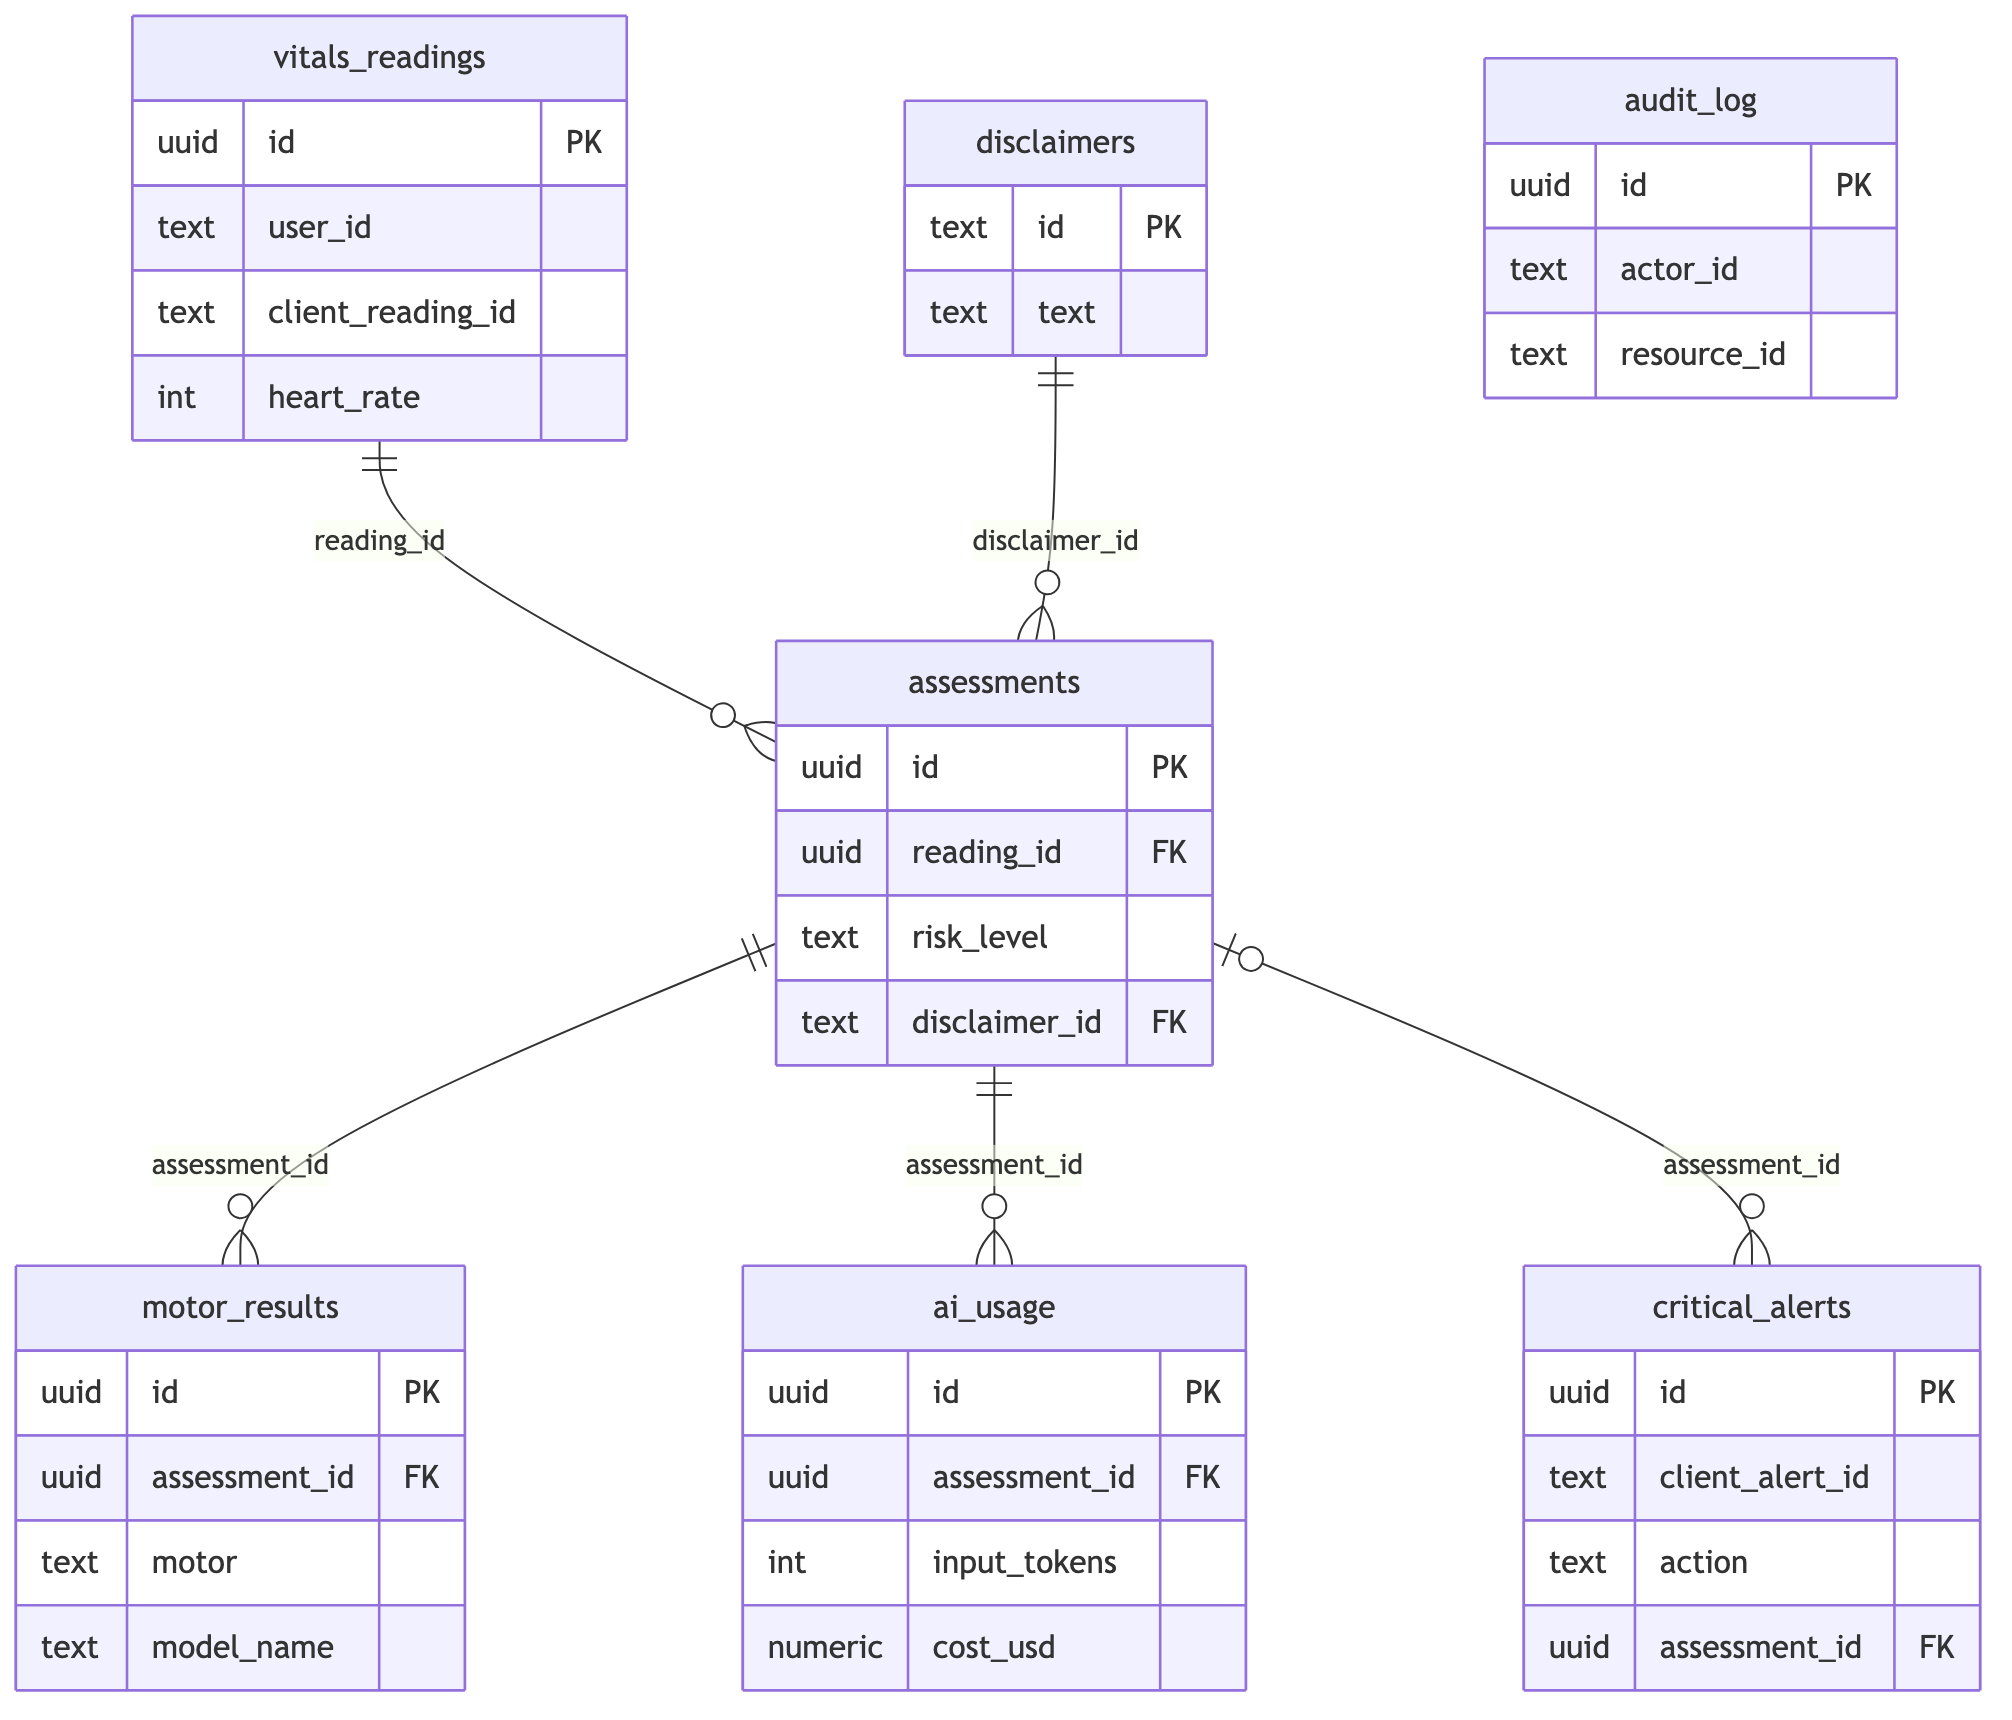 vitals_readings
uuid id PK
text user_id
text client_reading_id
int heart_rate
disclaimers
text id PK
text text
audit_log
uuid id PK
text actor_id
text resource_id
reading_id
disclaimer_id
assessments
uuid id PK
uuid reading_id FK
text risk_level
text disclaimer_id FK
assessment_id
assessment_id
assessment_id
motor_results
uuid id PK
uuid assessment_id FK
text motor
text model_name
ai_usage
uuid id PK
uuid assessment_id FK
int input_tokens
numeric cost_usd
critical_alerts
uuid id PK
text client_alert_id
text action
uuid assessment_id FK